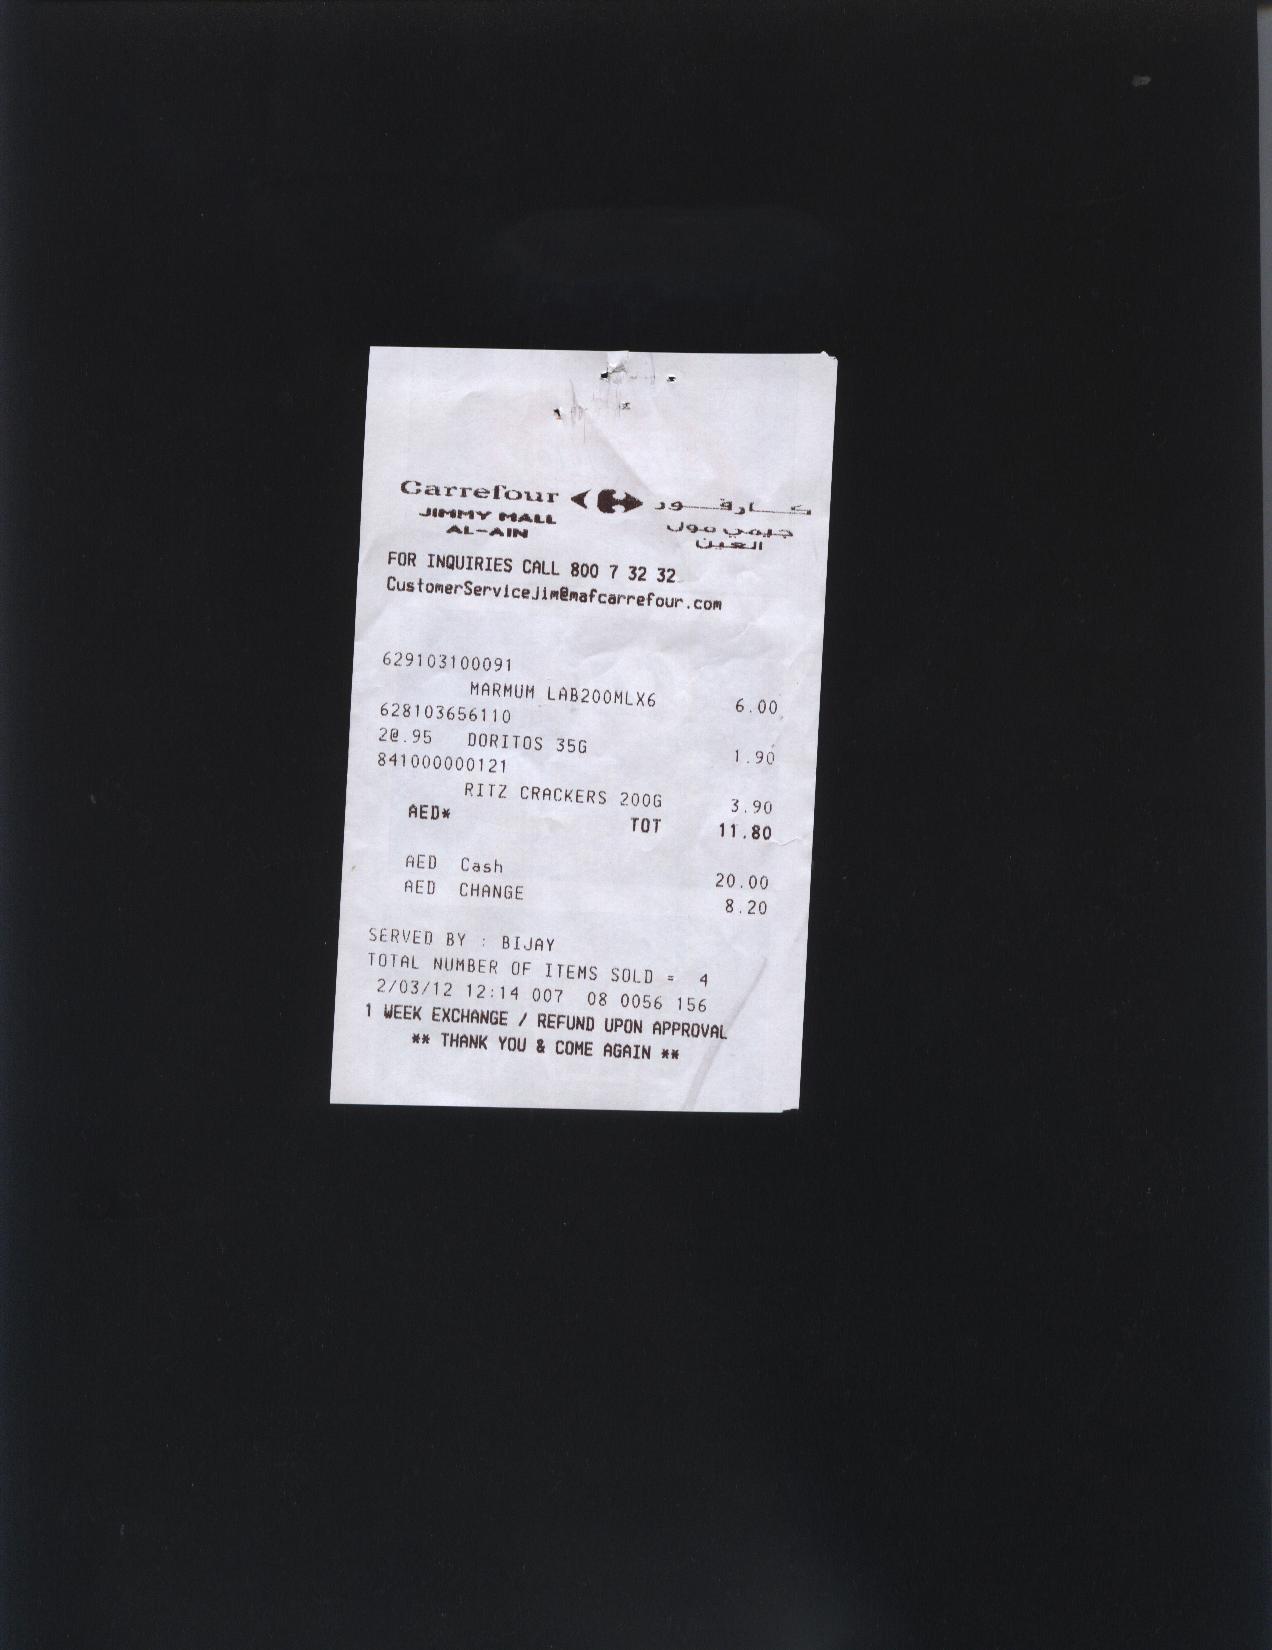 Carrefour كارفور
JIMMY MALL جيمي مول
AL-AIN العين
FOR INQUIRIES CALL 800 7 32 32
CustomerServiceJim@mafcarrefour.com
629103100091
MARMUM LAB200MLX6 6.00
628103656110
2@.95 DORITOS 35G 1.90
841000000121
RITZ CRACKERS 200G 3.90
AED* TOT 11.80
AED Cash 20.00
AED CHANGE 8.20
SERVED BY : BIJAY
TOTAL NUMBER OF ITEMS SOLD = 4
2/03/12 12:14 007 08 0056 156
1 WEEK EXCHANGE / REFUND UPON APPROVAL
** THANK YOU & COME AGAIN **